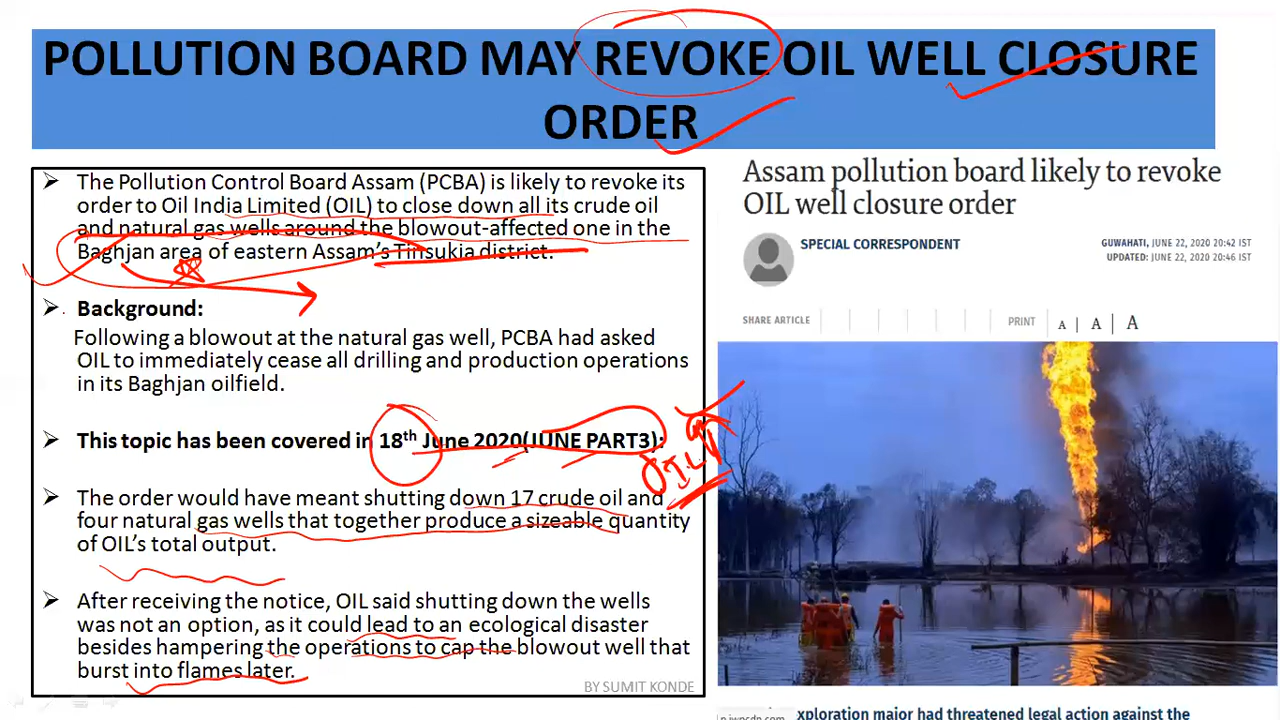 POLLUTION BOARD MAY REVOKE OIL WELL CLOSURE
ORDER
The Pollution Control Board Assam (PCBA) is likely to revoke its
order to Oil India Limited (OIL) to close down all its crude oil
and natural gas wells around the blowout-affected one in the
Baghjan area of eastern Assam's Tinsukia district.
Background:
Following a blowout at the natural gas well, PCBA had asked
OIL to immediately cease all drilling and production operations
in its Baghjan oilfield.
This topic has been covered in 18th June 2020(JUNE PART3):
OIL
The order would have meant shutting down 17 crude oil and
four natural gas wells that together produce a sizeable quantity
of OIL's total output.
After receiving the notice, OIL said shutting down the wells
was not an option, as it could lead to an ecological disaster
besides hampering the operations to cap the blowout well that
burst into flames later.
BY SUMIT KONDE
Assam pollution board likely to revoke
OIL well closure order
SPECIAL CORRESPONDENT
GUWAHATI, JUNE 22, 2020 20:42 IST
UPDATED: JUNE 22, 2020 20:46 IST
SHARE ARTICLE PRINT A A A
xploration major had threatened legal action against the